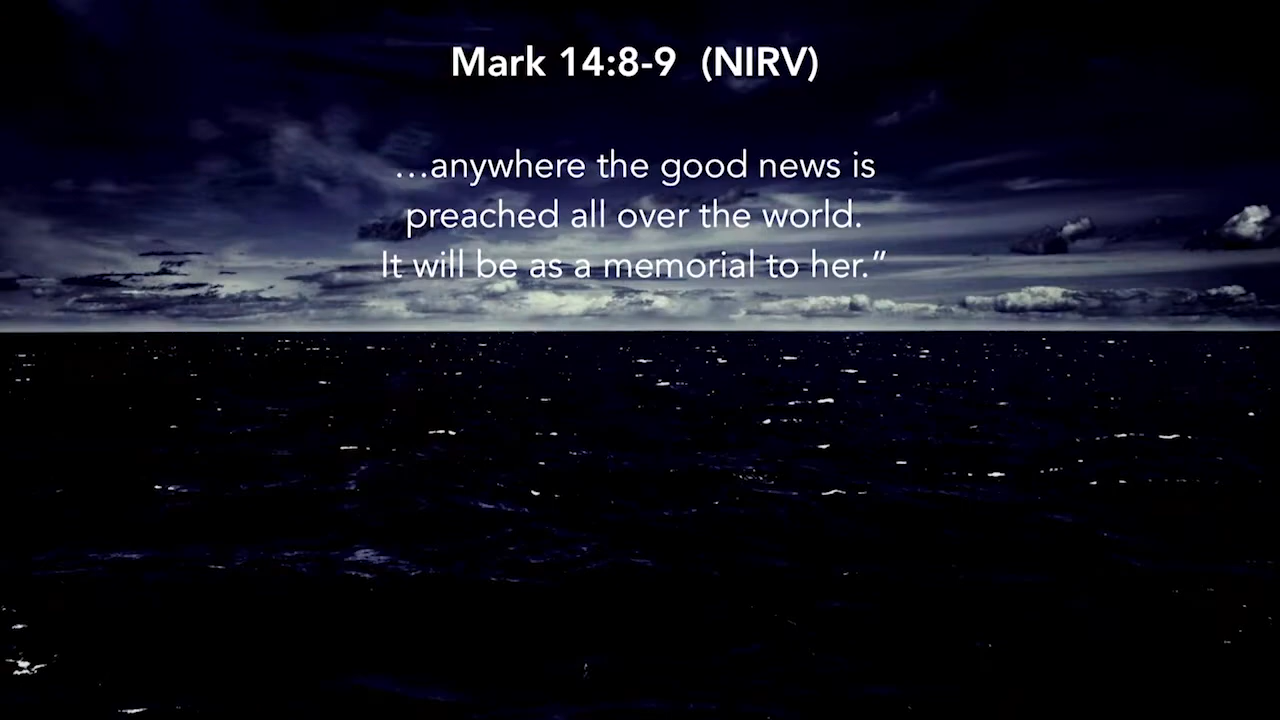 Mark 14:8-9 (NIRV)
…anywhere the good news is
preached all over the world.
It will be as a memorial to her.”